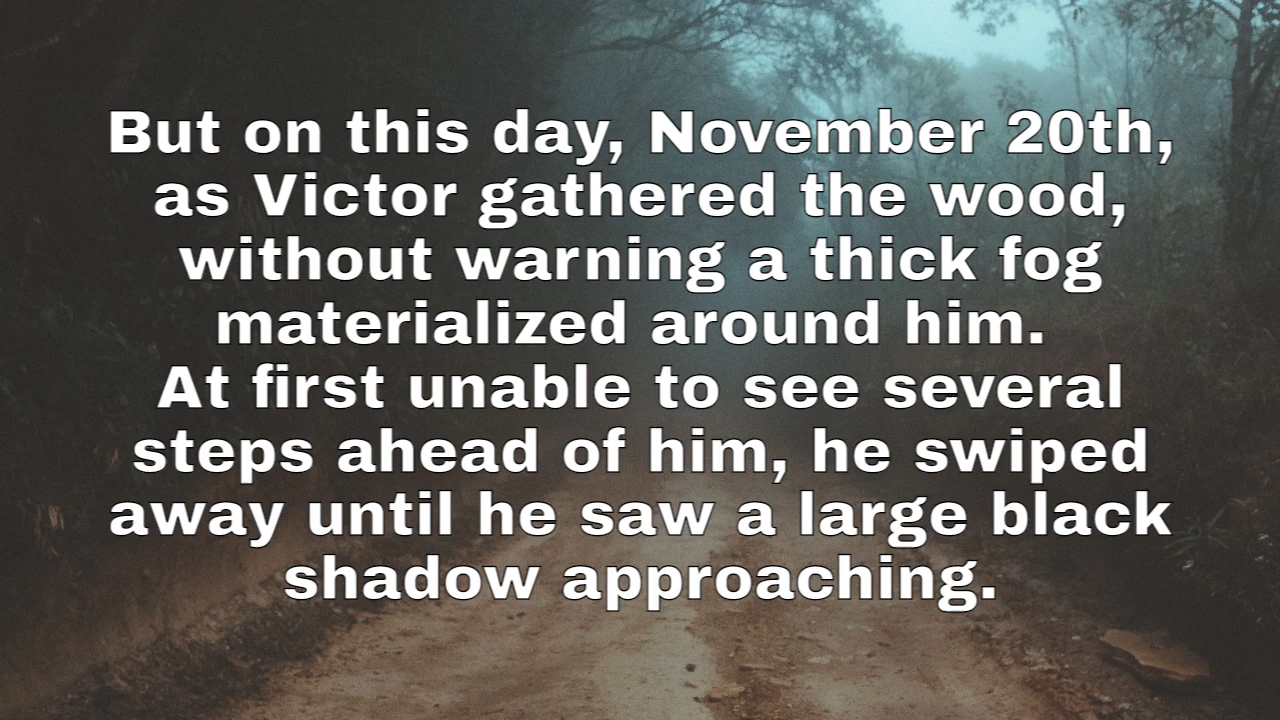 But on this day, November 20th,
as Victor gathered the wood,
without warning a thick fog
materialized around him.
At first unable to see several
steps ahead of him, he swiped
away until he saw a large black
shadow approaching.